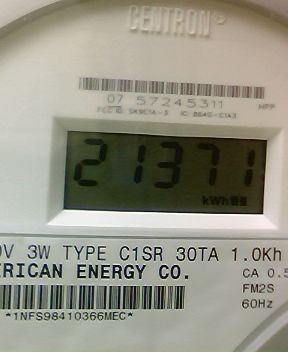 CENTRON®
07 57245311
21371
kWh
0V 3W TYPE C1SR 30TA 1.0Kh
ERICAN ENERGY CO.
CA 0.5
FM2S
60Hz
*1NFS98410366MEC*